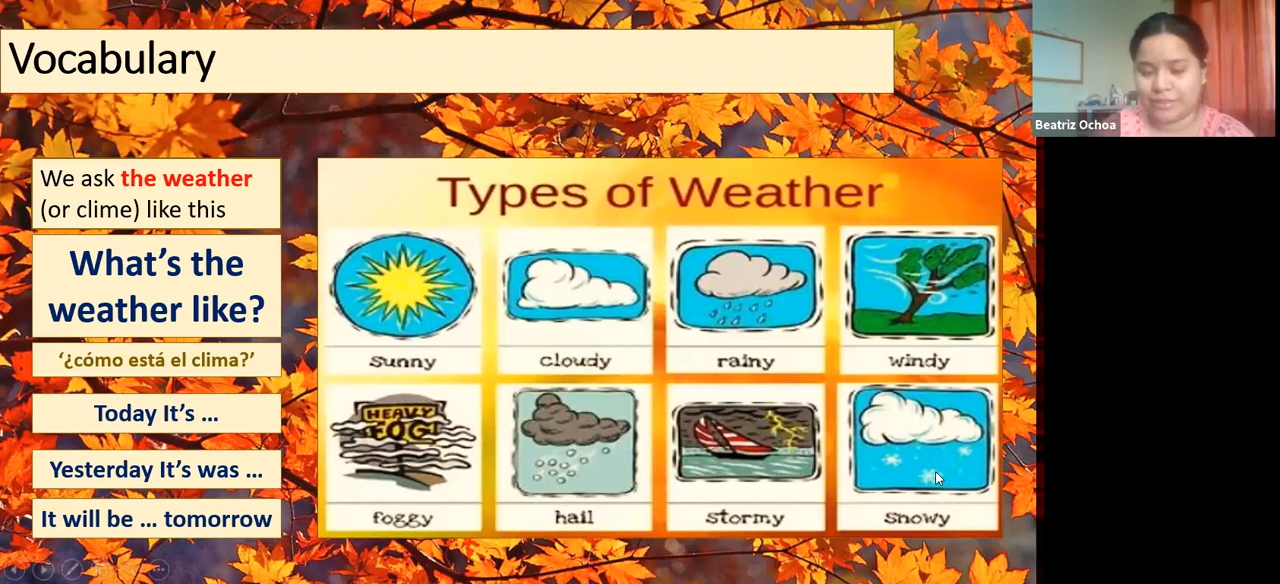 Vocabulary
Beatriz Ochoa
We ask the weather
(or clime) like this
What's the
weather like?
‘¿cómo está el clima?’
Today It's ...
Yesterday It's was ...
It will be ... tomorrow
Types of Weather
sunny
cloudy
rainy
windy
HEAVY
FOG
foggy
hail
stormy
snowy